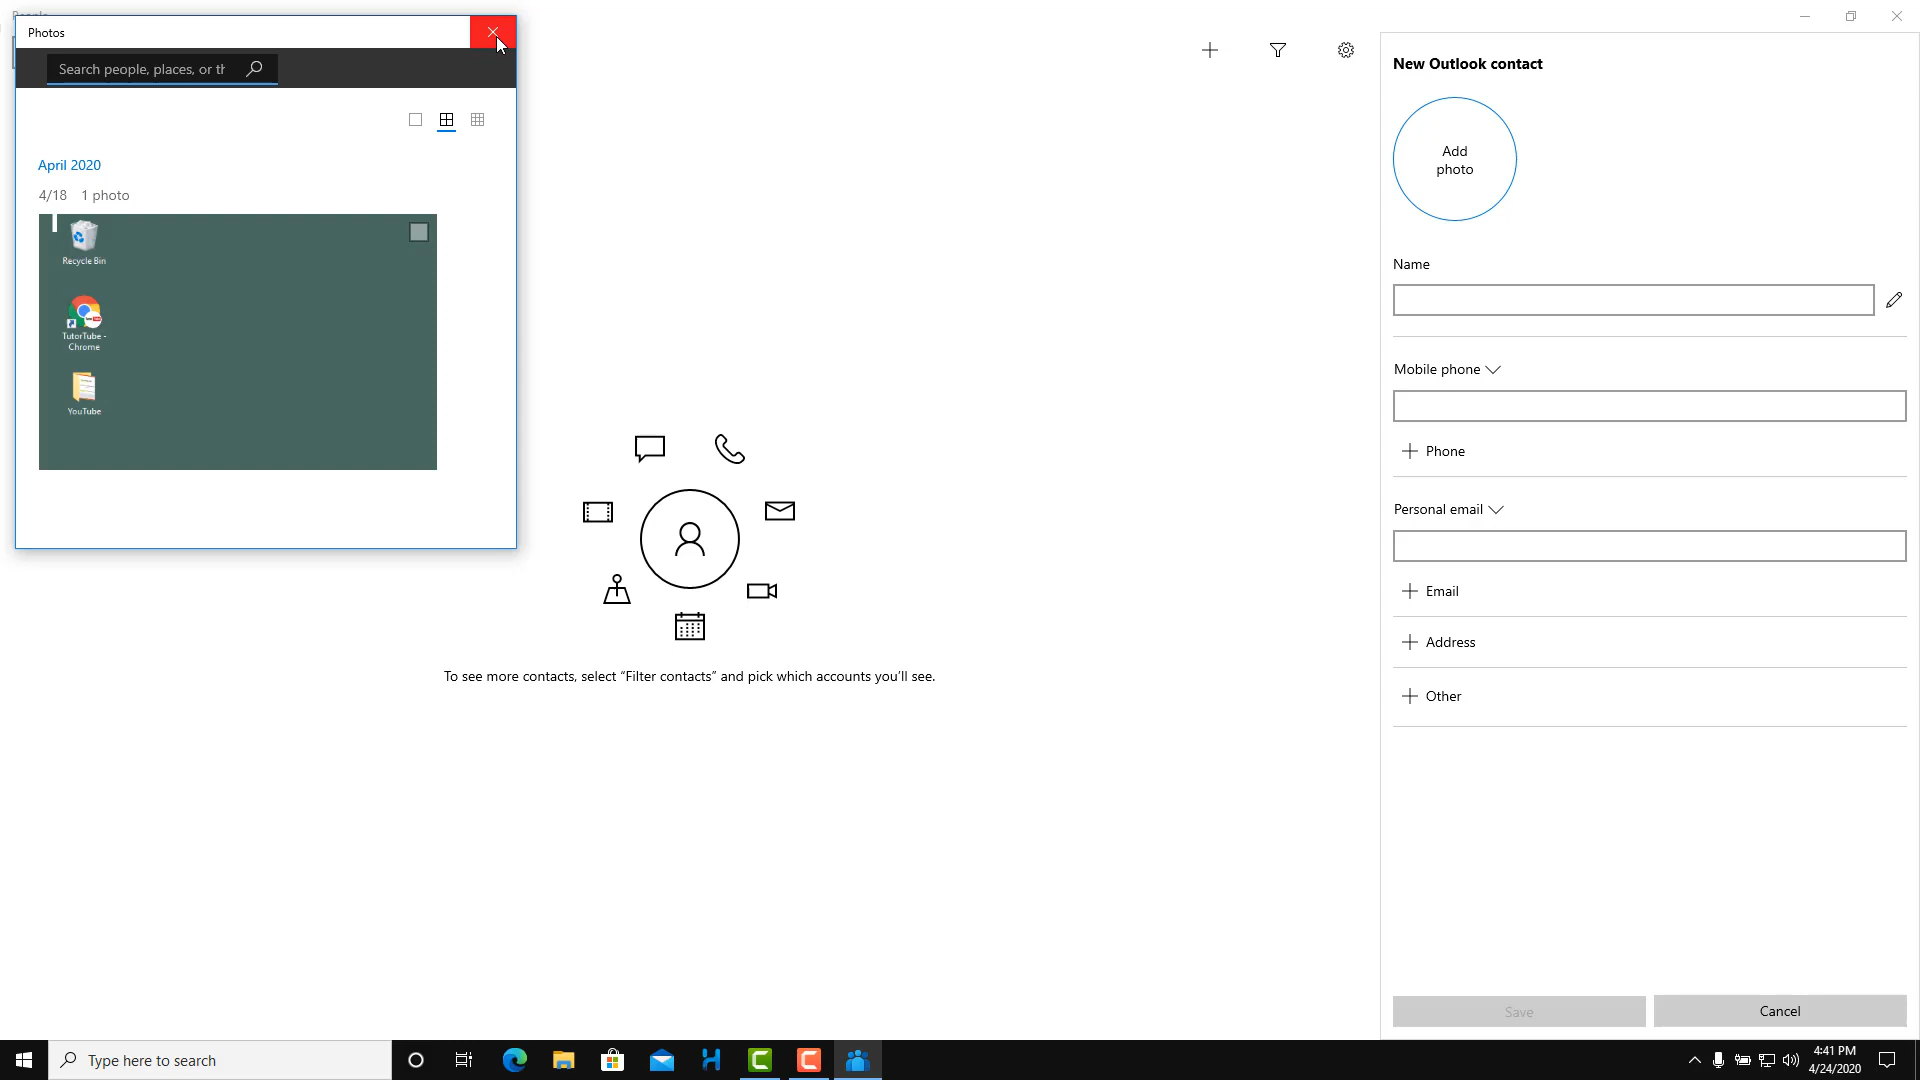 People
Photos
Search people, places, or th
April 2020
4/18 1 photo
Recycle Bin
TutorTube -
Chrome
YouTube
To see more contacts, select “Filter contacts” and pick which accounts you’ll see.
New Outlook contact
Add
photo
Name
Mobile phone
Phone
Personal email
Email
Address
Other
Save
Cancel
Type here to search
4:41 PM
4/24/2020